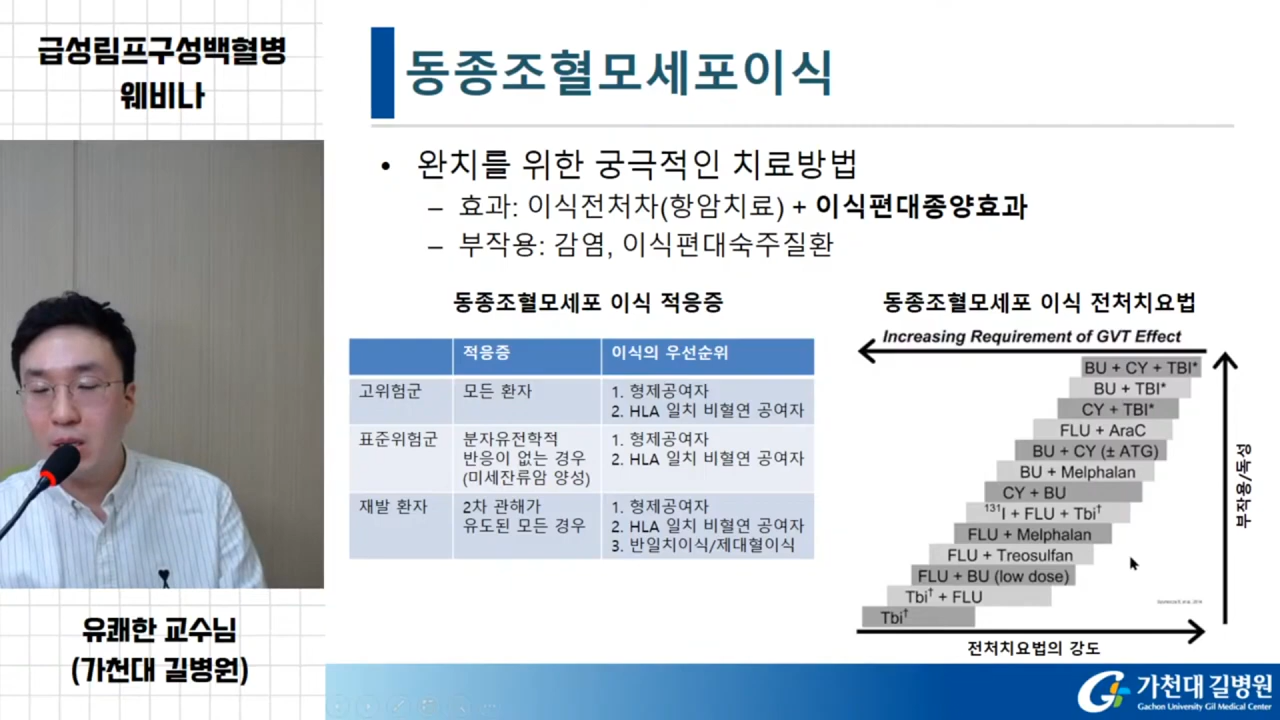 급성림프구성백혈병
웨비나
유쾌한 교수님
(가천대 길병원)
동종조혈모세포이식
• 완치를 위한 궁극적인 치료방법
– 효과: 이식전처차(항암치료) + 이식편대종양효과
– 부작용: 감염, 이식편대숙주질환
동종조혈모세포 이식 적응증
적응증 이식의 우선순위
고위험군 모든 환자 1. 형제공여자
2. HLA 일치 비혈연 공여자
표준위험군 분자유전학적 1. 형제공여자
반응이 없는 경우 2. HLA 일치 비혈연 공여자
(미세잔류암 양성)
재발 환자 2차 관해가 1. 형제공여자
유도된 모든 경우 2. HLA 일치 비혈연 공여자
3. 반일치이식/제대혈이식
동종조혈모세포 이식 전처치요법
Increasing Requirement of GVT Effect
BU + CY + TBI*
BU + TBI*
CY + TBI*
FLU + AraC
BU + CY (± ATG)
BU + Melphalan
CY + BU
131I + FLU + Tbi†
FLU + Melphalan
FLU + Treosulfan
FLU + BU (low dose)
Tbi† + FLU
Tbi†
부작용/독성
전처치요법의 강도
가천대 길병원
Gachon University Gil Medical Center